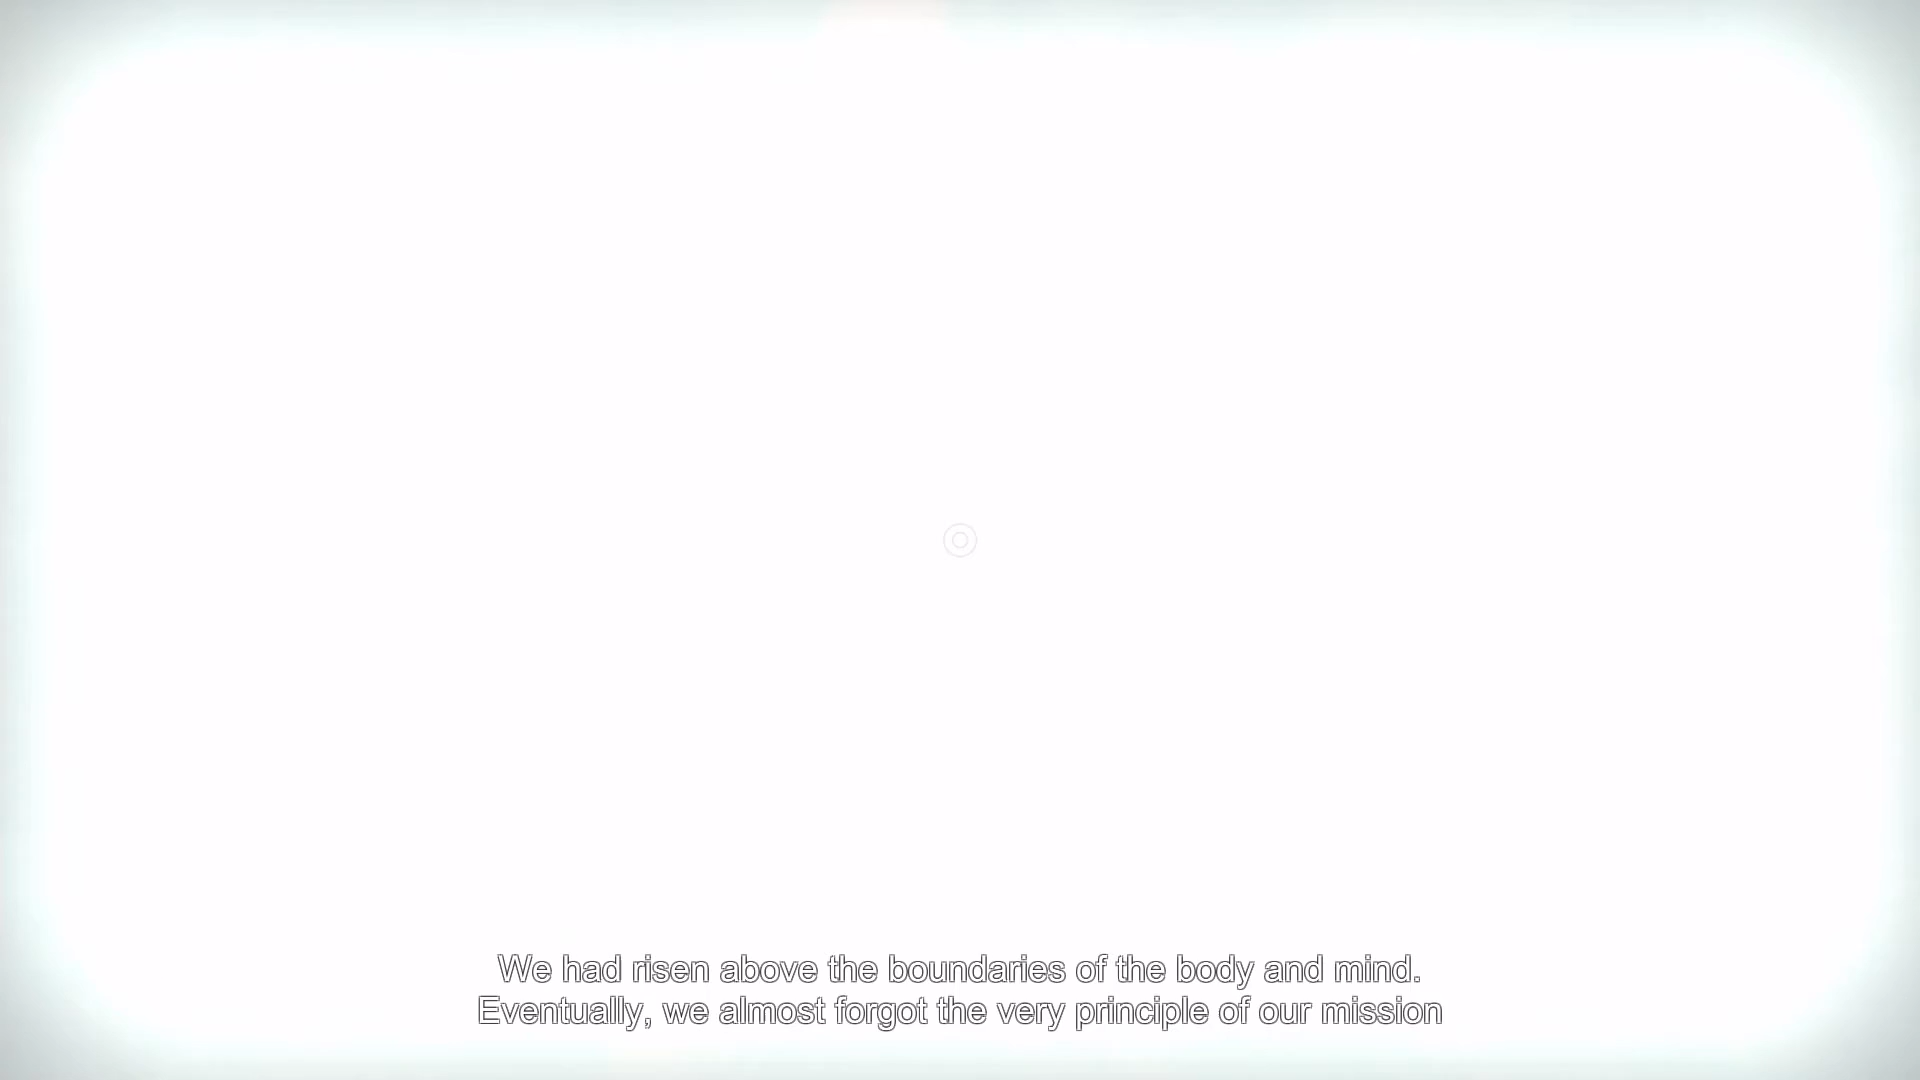 We had risen above the boundaries of the body and mind.
Eventually, we almost forgot the very principle of our mission